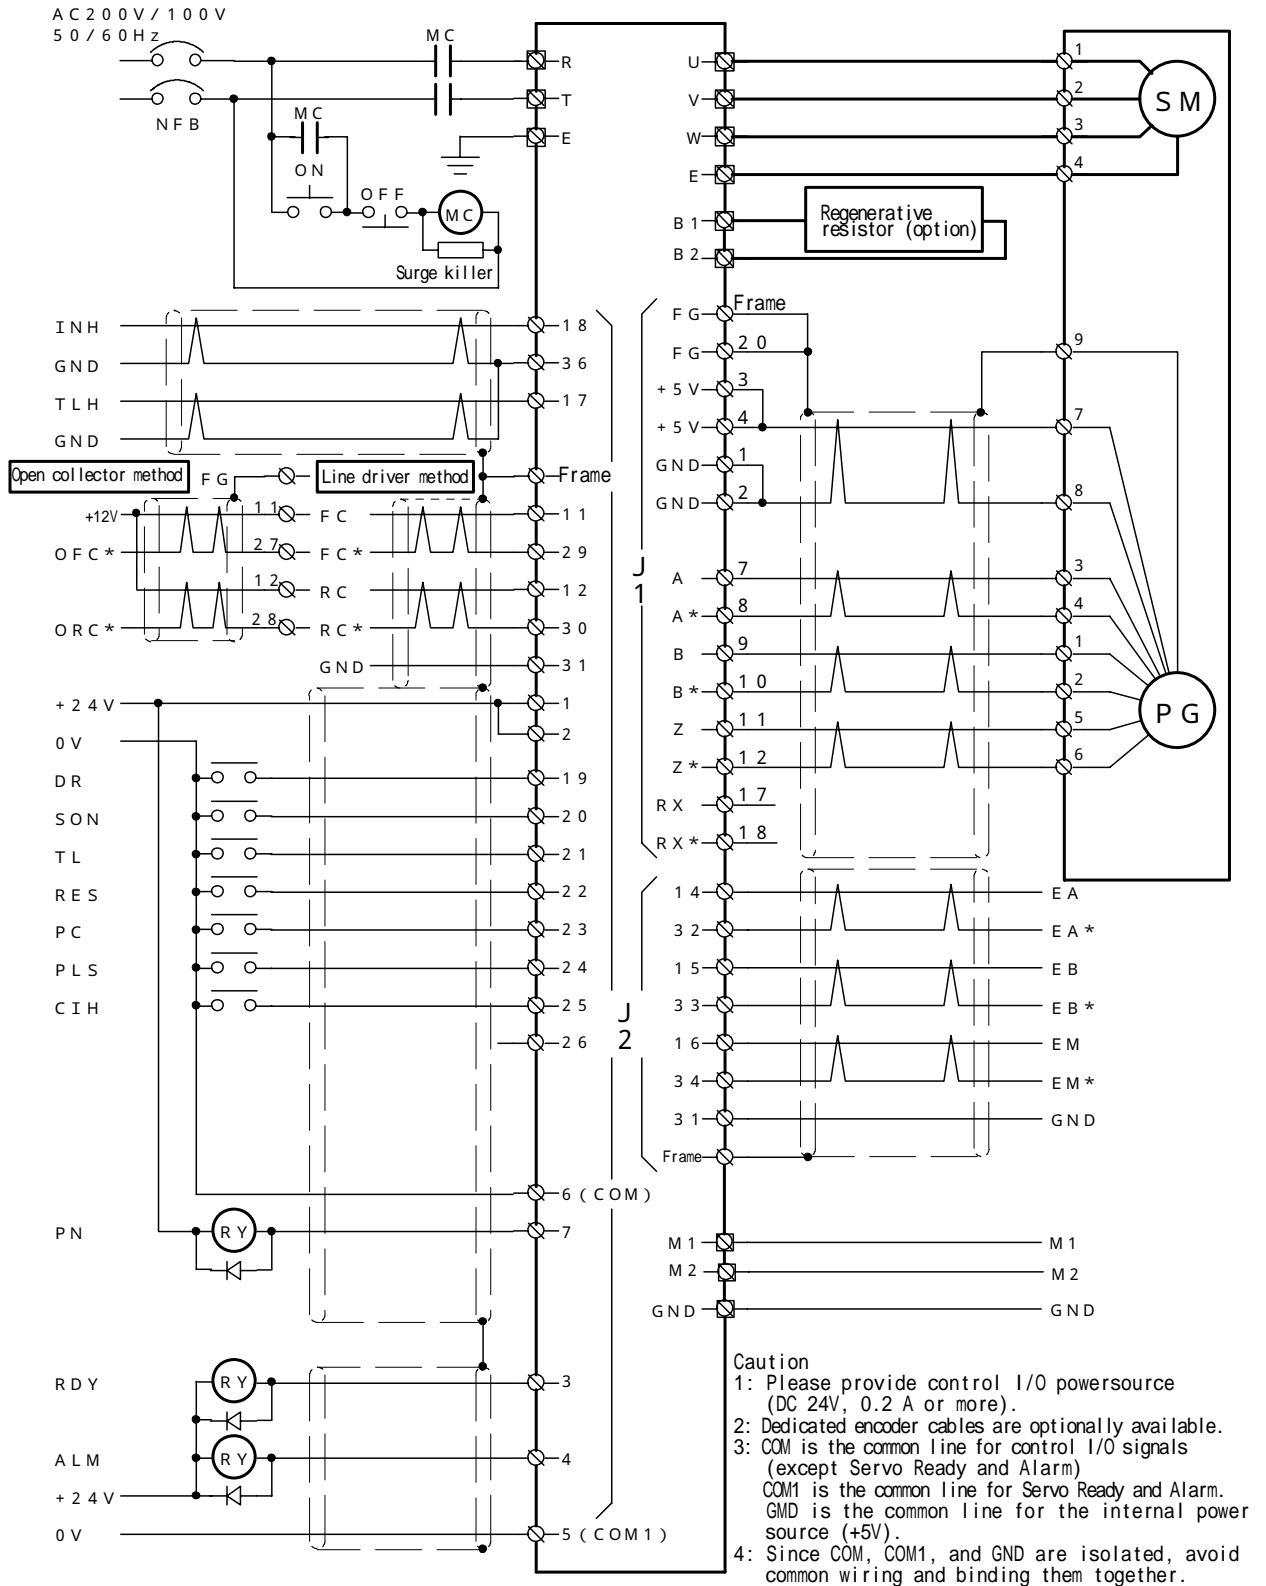 AC200V/100V
50/60Hz
MC
R
T
E
NFB
MC
ON
OFF
MC
Surge killer
U
V
W
E
B1
B2
1
2
3
4
SM
Regenerative
resistor (option)
INH
GND
TLH
GND
18
36
17
Open collector method
FG
Line driver method
Frame
+12V
11
FC
11
OFC*
27
FC*
29
12
RC
12
ORC*
28
RC*
30
GND
31
+24V
1
0V
2
DR
19
SON
20
TL
21
RES
22
PC
23
PLS
24
CIH
25
26
6(COM)
PN
RY
7
RDY
RY
3
ALM
RY
4
+24V
0V
5(COM1)
J1
J2
FG
Frame
FG
20
9
+5V
3
+5V
4
7
GND
1
GND
2
8
A
7
3
A*
8
4
B
9
1
B*
10
2
PG
Z
11
5
Z*
12
6
RX
17
RX*
18
14
EA
32
EA*
15
EB
33
EB*
16
EM
34
EM*
31
GND
Frame
M1
M1
M2
M2
GND
GND
Caution
1: Please provide control I/O powersource
(DC 24V, 0.2 A or more).
2: Dedicated encoder cables are optionally available.
3: COM is the common line for control I/O signals
(except Servo Ready and Alarm)
COM1 is the common line for Servo Ready and Alarm.
GMD is the common line for the internal power
source (+5V).
4: Since COM, COM1, and GND are isolated, avoid
common wiring and binding them together.